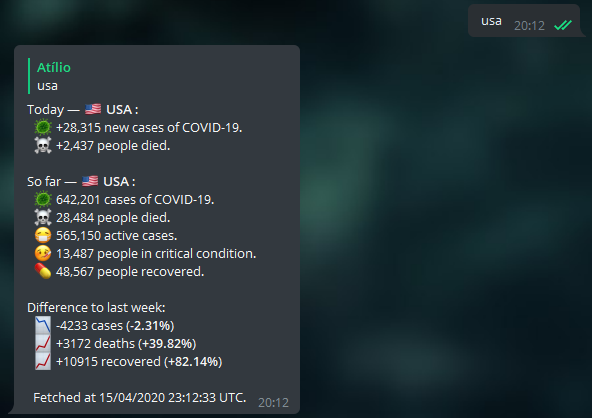 usa 20:12
Atílio
usa
Today — 🇺🇸 USA :
🦠 +28,315 new cases of COVID-19.
☠️ +2,437 people died.
So far — 🇺🇸 USA :
🦠 642,201 cases of COVID-19.
☠️ 28,484 people died.
😷 565,150 active cases.
🤒 13,487 people in critical condition.
💊 48,567 people recovered.
Difference to last week:
📉 -4233 cases (-2.31%)
📈 +3172 deaths (+39.82%)
📈 +10915 recovered (+82.14%)
Fetched at 15/04/2020 23:12:33 UTC. 20:12